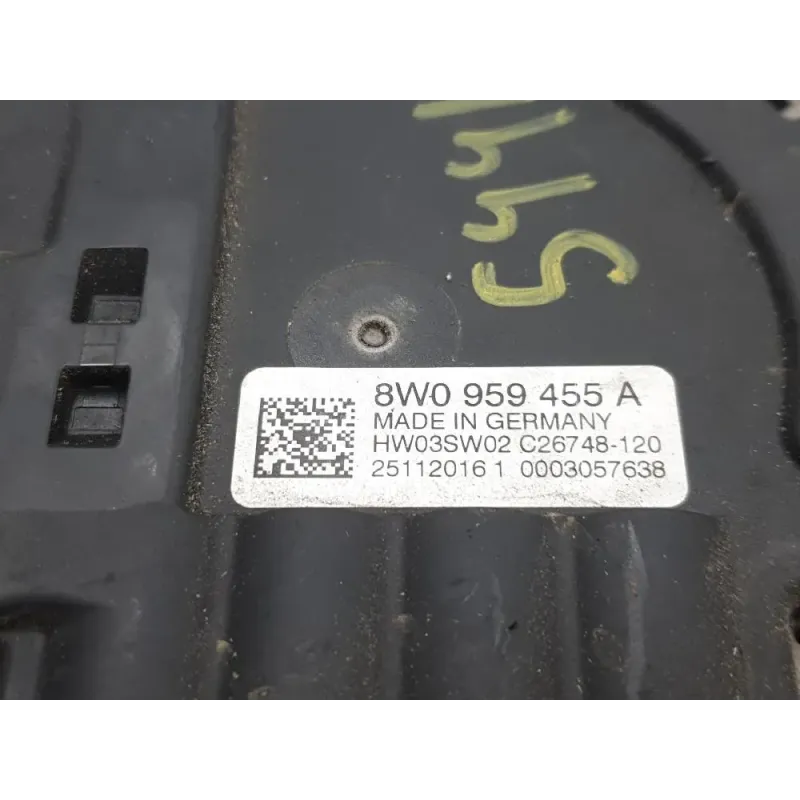 8W0 959 455 A
MADE IN GERMANY
HW03SW02 C26748-120
25112016 1 0003057638